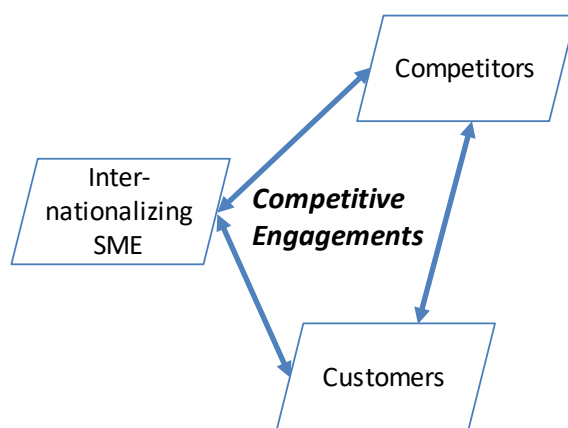 Competitors
Inter-
nationalizing
SME
Competitive
Engagements
Customers